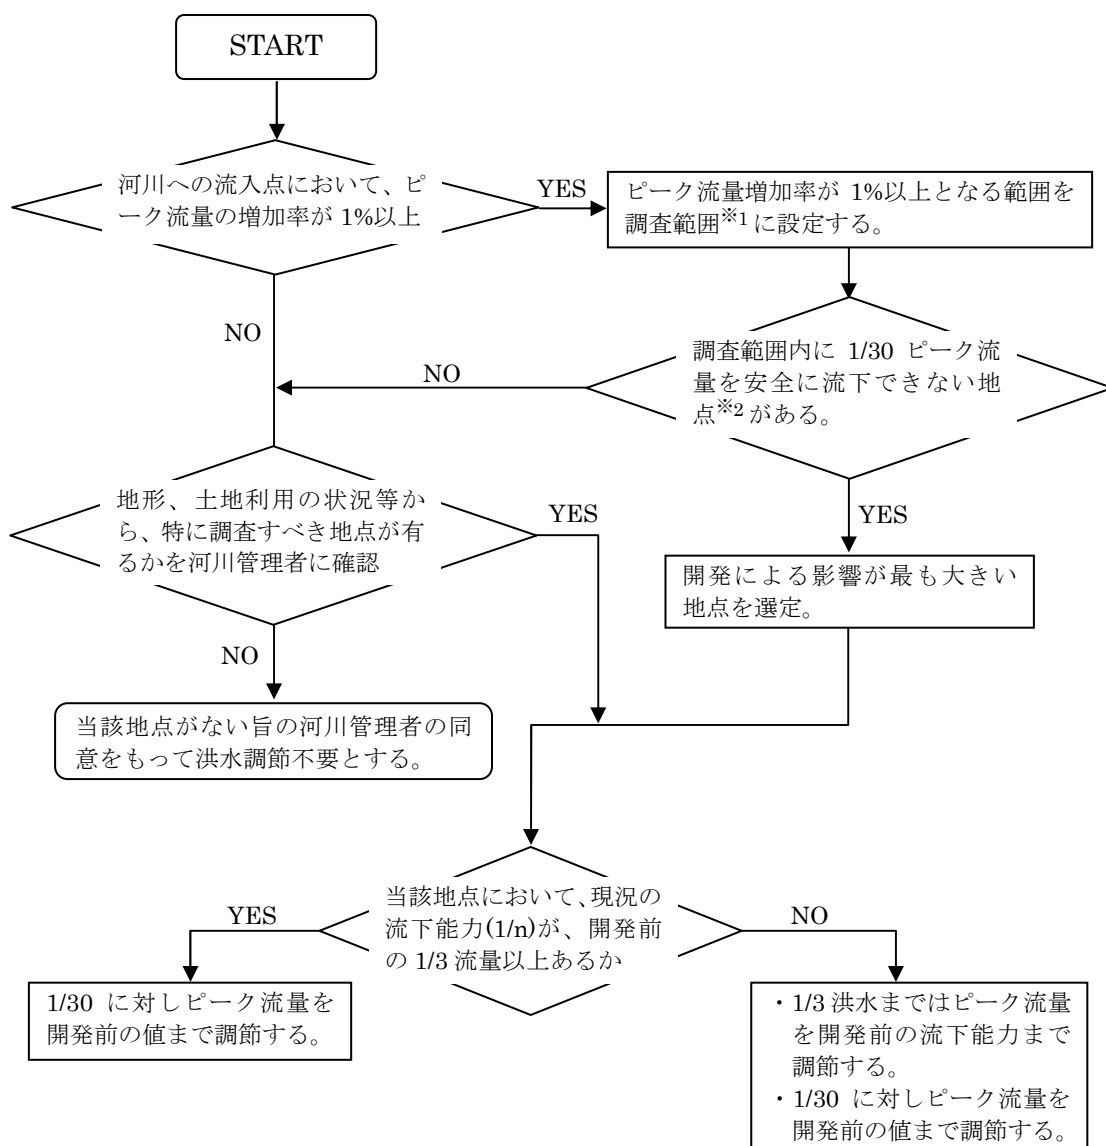 START
河川への流入点において、ピ
ーク流量の増加率が 1%以上
YES
ピーク流量増加率が 1%以上となる範囲を
調査範囲※1に設定する。
NO
調査範囲内に 1/30 ピーク流
量を安全に流下できない地
点※2がある。
NO
YES
地形、土地利用の状況等か
ら、特に調査すべき地点が有
るかを河川管理者に確認
YES
開発による影響が最も大きい
地点を選定。
NO
当該地点がない旨の河川管理者の同
意をもって洪水調節不要とする。
当該地点において、現況の
流下能力(1/n)が、開発前
の 1/3 流量以上あるか
YES
NO
1/30 に対しピーク流量を
開発前の値まで調節する。
・1/3 洪水まではピーク流量
を開発前の流下能力まで
調節する。
・1/30 に対しピーク流量を
開発前の値まで調節する。